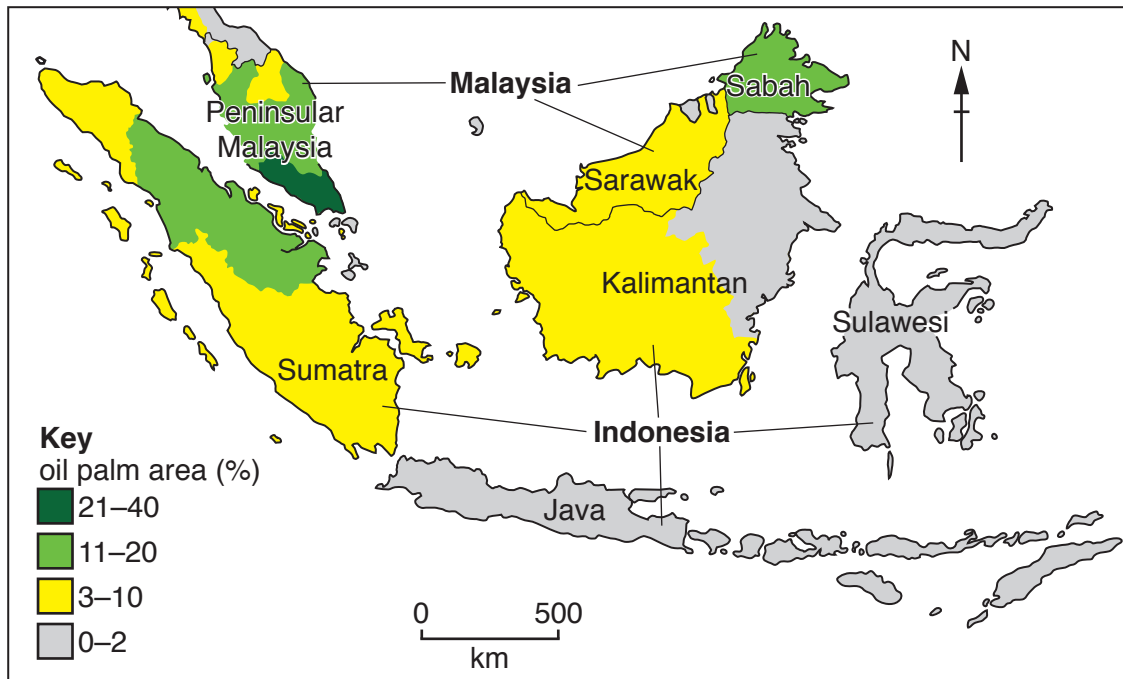 N
Malaysia
Sabah
Peninsular
Malaysia
Sarawak
Kalimantan
Sulawesi
Sumatra
Indonesia
Java
Key
oil palm area (%)
21–40
11–20
3–10
0–2
0 500
km